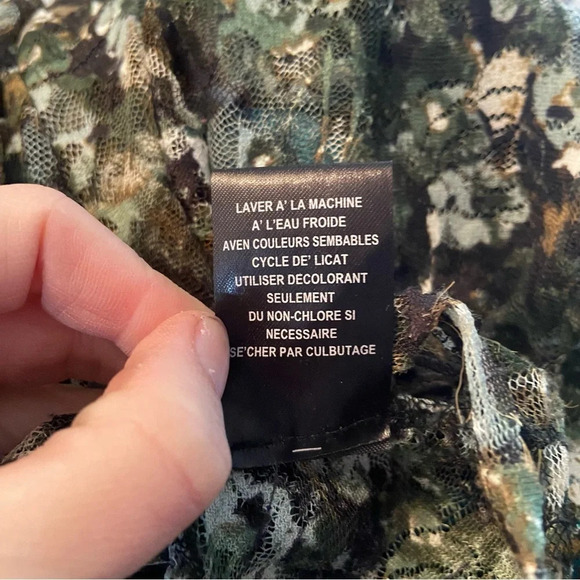 LAVER A' LA MACHINE
A' L'EAU FROIDE
AVEN COULEURS SEMBABLES
CYCLE DE' LICAT
UTILISER DECOLORANT
SEULEMENT
DU NON-CHLORE SI
NECESSAIRE
SE'CHER PAR CULBUTAGE